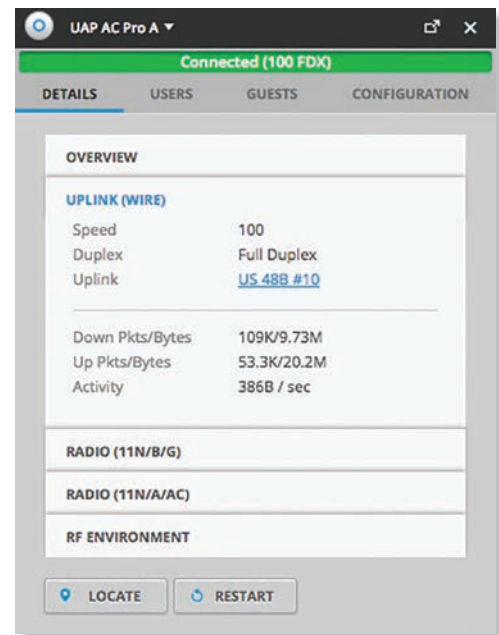 UAP AC Pro A
Connected (100 FDX)
DETAILS USERS GUESTS CONFIGURATION
OVERVIEW
UPLINK (WIRE)
Speed 100
Duplex Full Duplex
Uplink US 48B #10
Down Pkts/Bytes 109K/9.73M
Up Pkts/Bytes 53.3K/20.2M
Activity 386B / sec
RADIO (11N/B/G)
RADIO (11N/A/AC)
RF ENVIRONMENT
LOCATE RESTART